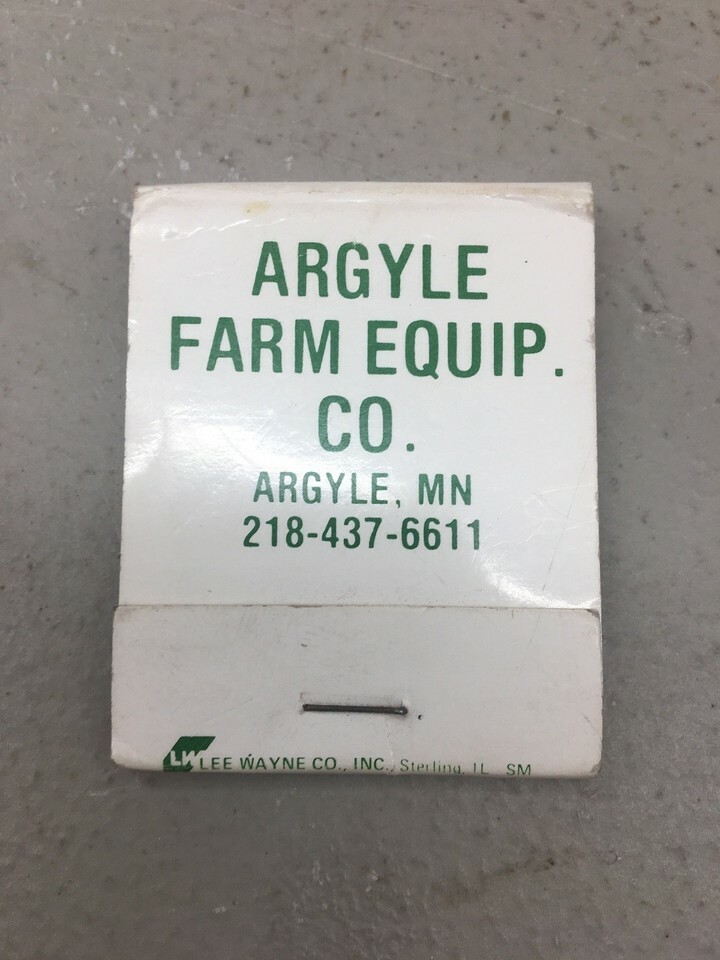 ARGYLE
FARM EQUIP.
CO.
ARGYLE, MN
218-437-6611
LW LEE WAYNE CO., INC., Sterling, IL SM